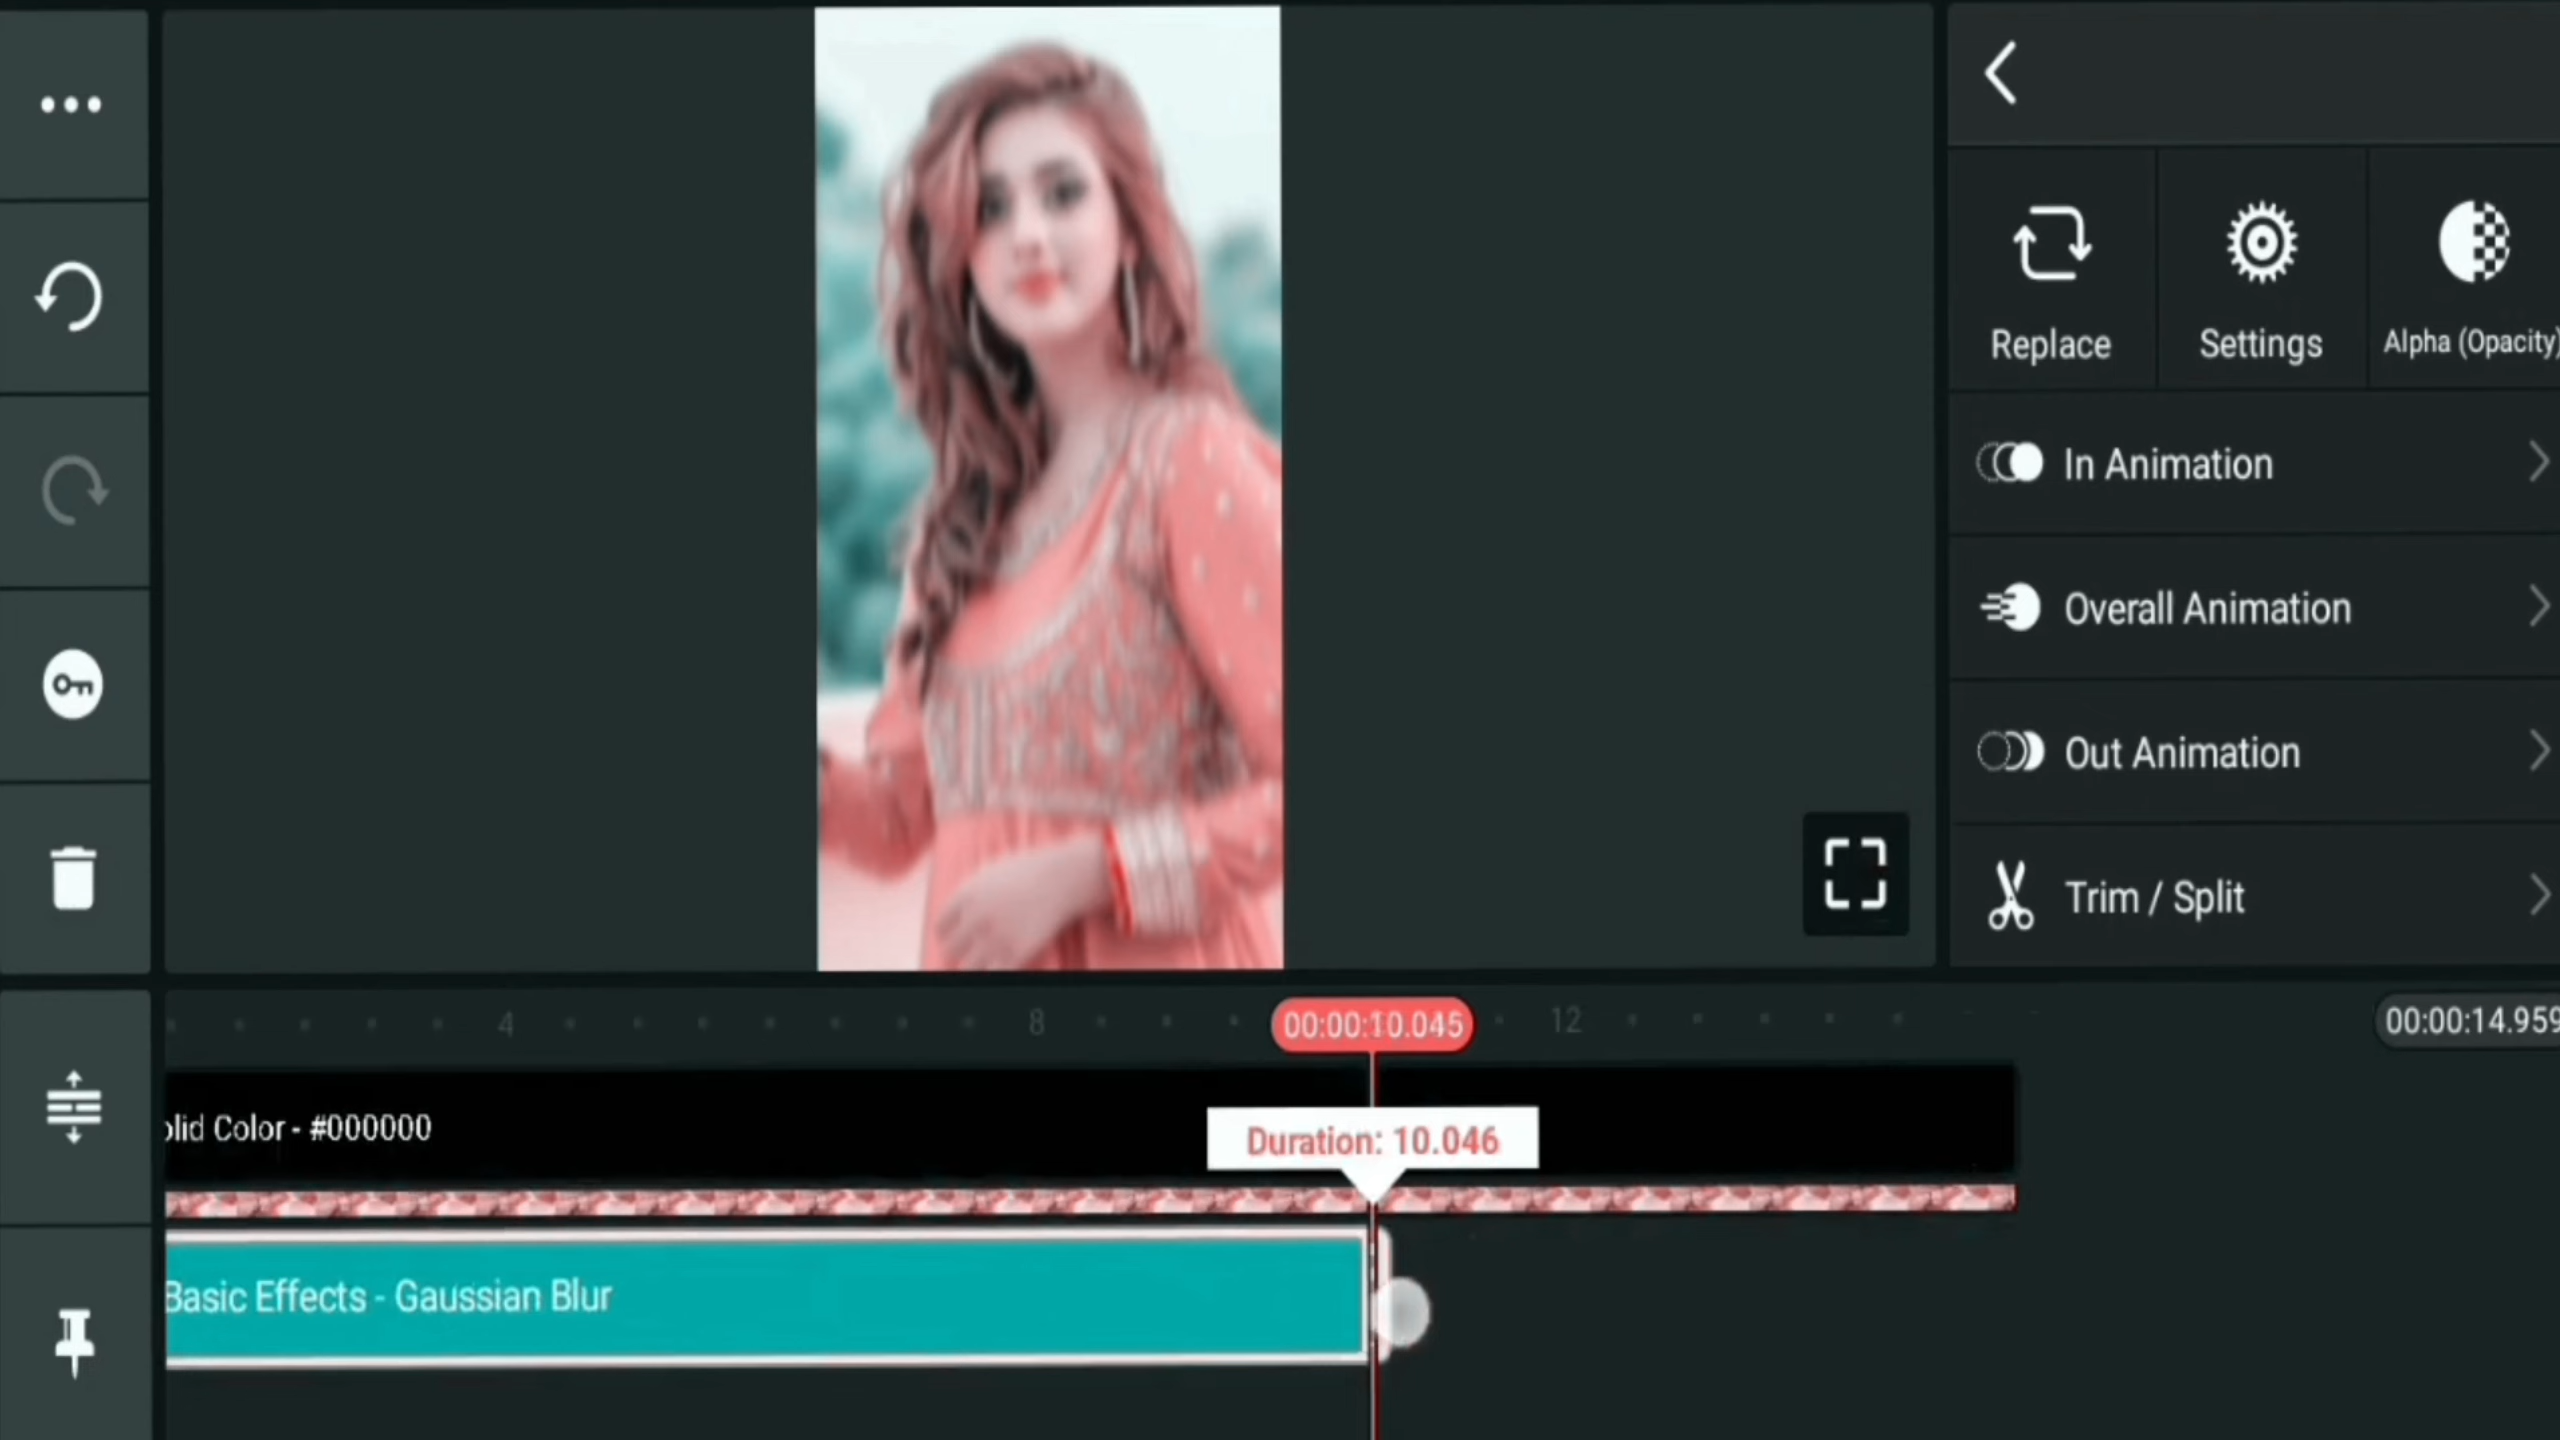 Replace
Settings
Alpha (Opacity)
In Animation
Overall Animation
Out Animation
Trim / Split
4
8
00:00:10.045
12
00:00:14.959
olid Color - #000000
Duration: 10.046
Basic Effects - Gaussian Blur